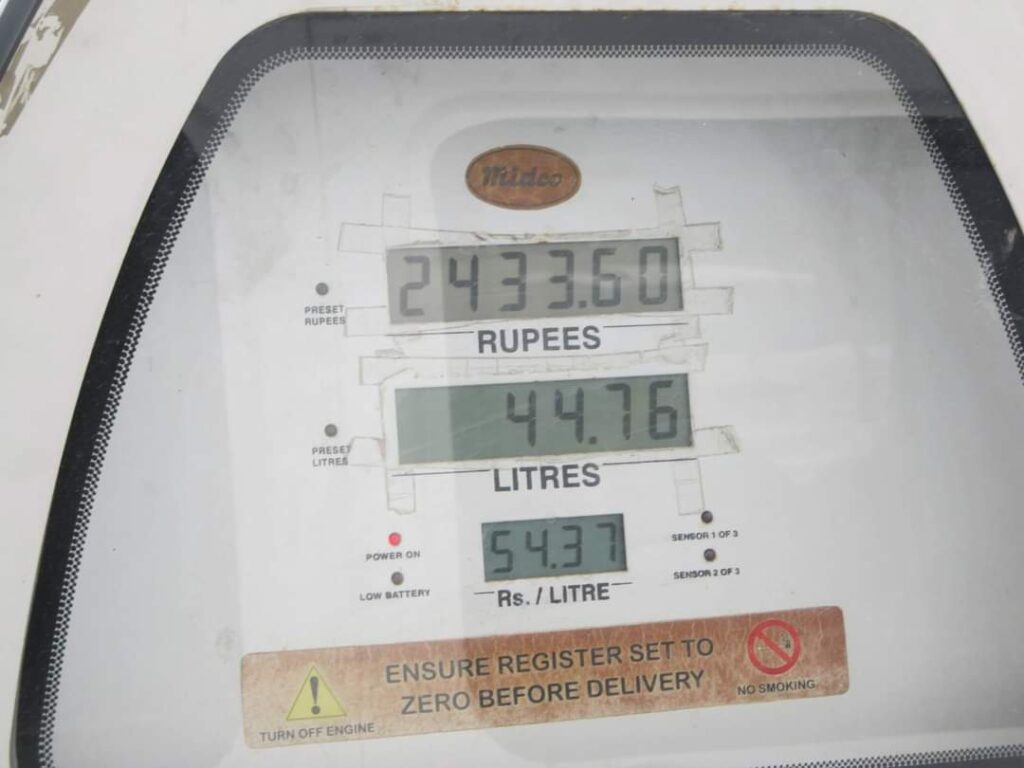 Midco
2433.60
PRESET
RUPEES
RUPEES
44.76
PRESET
LITRES
LITRES
54.37
POWER ON
LOW BATTERY
SENSOR 1 OF 3
SENSOR 2 OF 3
Rs. / LITRE
ENSURE REGISTER SET TO
ZERO BEFORE DELIVERY
TURN OFF ENGINE
NO SMOKING